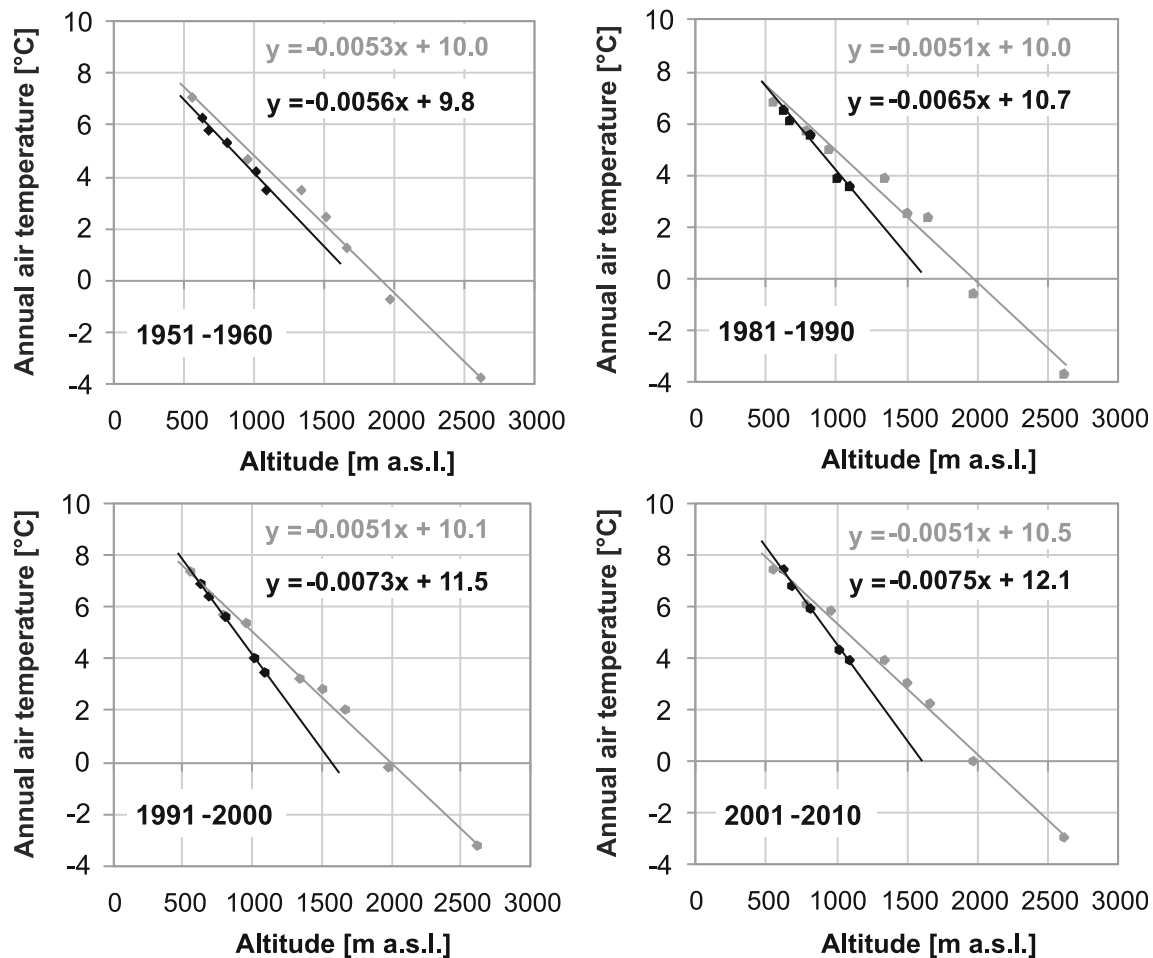 Annual air temperature [°C]
10
8
6
4
2
0
-2
-4
y = -0.0053x + 10.0
y = -0.0056x + 9.8
1951 -1960
0 500 1000 1500 2000 2500 3000
Altitude [m a.s.l.]
Annual air temperature [°C]
10
8
6
4
2
0
-2
-4
y = -0.0051x + 10.0
y = -0.0065x + 10.7
1981 -1990
0 500 1000 1500 2000 2500 3000
Altitude [m a.s.l.]
Annual air temperature [°C]
10
8
6
4
2
0
-2
-4
y = -0.0051x + 10.1
y = -0.0073x + 11.5
1991 -2000
0 500 1000 1500 2000 2500 3000
Altitude [m a.s.l.]
Annual air temperature [°C]
10
8
6
4
2
0
-2
-4
y = -0.0051x + 10.5
y = -0.0075x + 12.1
2001 -2010
0 500 1000 1500 2000 2500 3000
Altitude [m a.s.l.]